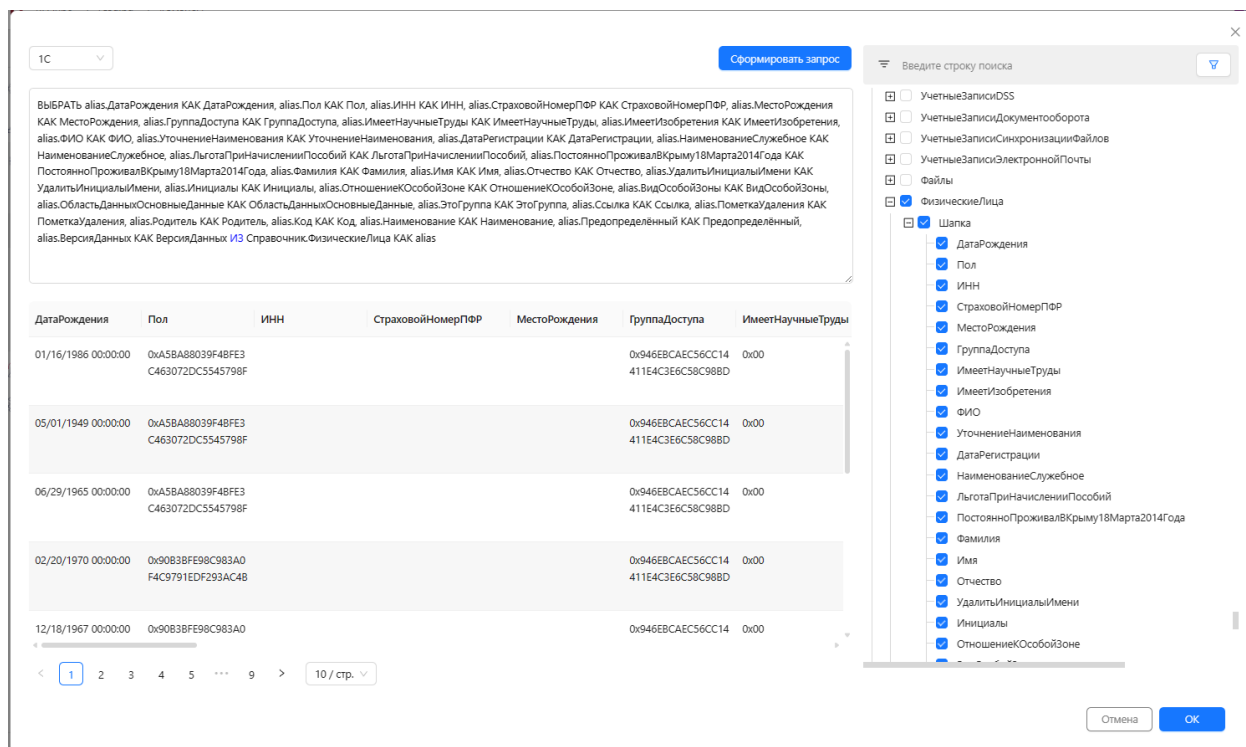 1С
Сформировать запрос
Введите строку поиска
ВЫБРАТЬ alias.ДатаРождения КАК ДатаРождения, alias.Пол КАК Пол, alias.ИНН КАК ИНН, alias.СтраховойНомерПФР КАК СтраховойНомерПФР, alias.МестоРождения
КАК МестоРождения, alias.ГруппаДоступа КАК ГруппаДоступа, alias.ИмеетНаучныеТруды КАК ИмеетНаучныеТруды, alias.ИмеетИзобретения КАК ИмеетИзобретения,
alias.ФИО КАК ФИО, alias.УточнениеНаименования КАК УточнениеНаименования, alias.ДатаРегистрации КАК ДатаРегистрации, alias.НаименованиеСлужебное КАК
НаименованиеСлужебное, alias.ЛьготаПриНачисленииПособий КАК ЛьготаПриНачисленииПособий, alias.ПостоянноПроживалВКрыму18Марта2014Года КАК
ПостоянноПроживалВКрыму18Марта2014Года, alias.Фамилия КАК Фамилия, alias.Имя КАК Имя, alias.Отчество КАК Отчество, alias.УдалитьИнициалыИмени КАК
УдалитьИнициалыИмени, alias.Инициалы КАК Инициалы, alias.ОтношениеКОсобойЗоне КАК ОтношениеКОсобойЗоне, alias.ВидОсобойЗоны КАК ВидОсобойЗоны,
alias.ОбластьДанныхОсновныеДанные КАК ОбластьДанныхОсновныеДанные, alias.ЭтоГруппа КАК ЭтоГруппа, alias.Ссылка КАК Ссылка, alias.ПометкаУдаления КАК
ПометкаУдаления, alias.Родитель КАК Родитель, alias.Код КАК Код, alias.Наименование КАК Наименование, alias.Предопределённый КАК Предопределённый,
alias.ВерсияДанных КАК ВерсияДанных ИЗ Справочник.ФизическиеЛица КАК alias
ДатаРождения Пол ИНН СтраховойНомерПФР МестоРождения ГруппаДоступа ИмеетНаучныеТруды
01/16/1986 00:00:00 0xA5BA88039F4BFE3 0x946EBCAEC56CC14 0x00
C463072DC5545798F 411E4C3E6C58C98BD
05/01/1949 00:00:00 0xA5BA88039F4BFE3 0x946EBCAEC56CC14 0x00
C463072DC5545798F 411E4C3E6C58C98BD
06/29/1965 00:00:00 0xA5BA88039F4BFE3 0x946EBCAEC56CC14 0x00
C463072DC5545798F 411E4C3E6C58C98BD
02/20/1970 00:00:00 0x90B3BFE98C983A0 0x946EBCAEC56CC14 0x00
F4C9791EDF293AC4B 411E4C3E6C58C98BD
12/18/1967 00:00:00 0x90B3BFE98C983A0 0x946EBCAEC56CC14 0x00
< 1 2 3 4 5 ••• 9 > 10 / стр.
УчетныеЗаписиDSS
УчетныеЗаписиДокументооборота
УчетныеЗаписиСинхронизацииФайлов
УчетныеЗаписиЭлектроннойПочты
Файлы
ФизическиеЛица
Шапка
ДатаРождения
Пол
ИНН
СтраховойНомерПФР
МестоРождения
ГруппаДоступа
ИмеетНаучныеТруды
ИмеетИзобретения
ФИО
УточнениеНаименования
ДатаРегистрации
НаименованиеСлужебное
ЛьготаПриНачисленииПособий
ПостоянноПроживалВКрыму18Марта2014Года
Фамилия
Имя
Отчество
УдалитьИнициалыИмени
Инициалы
ОтношениеКОсобойЗоне
Отмена
ОК